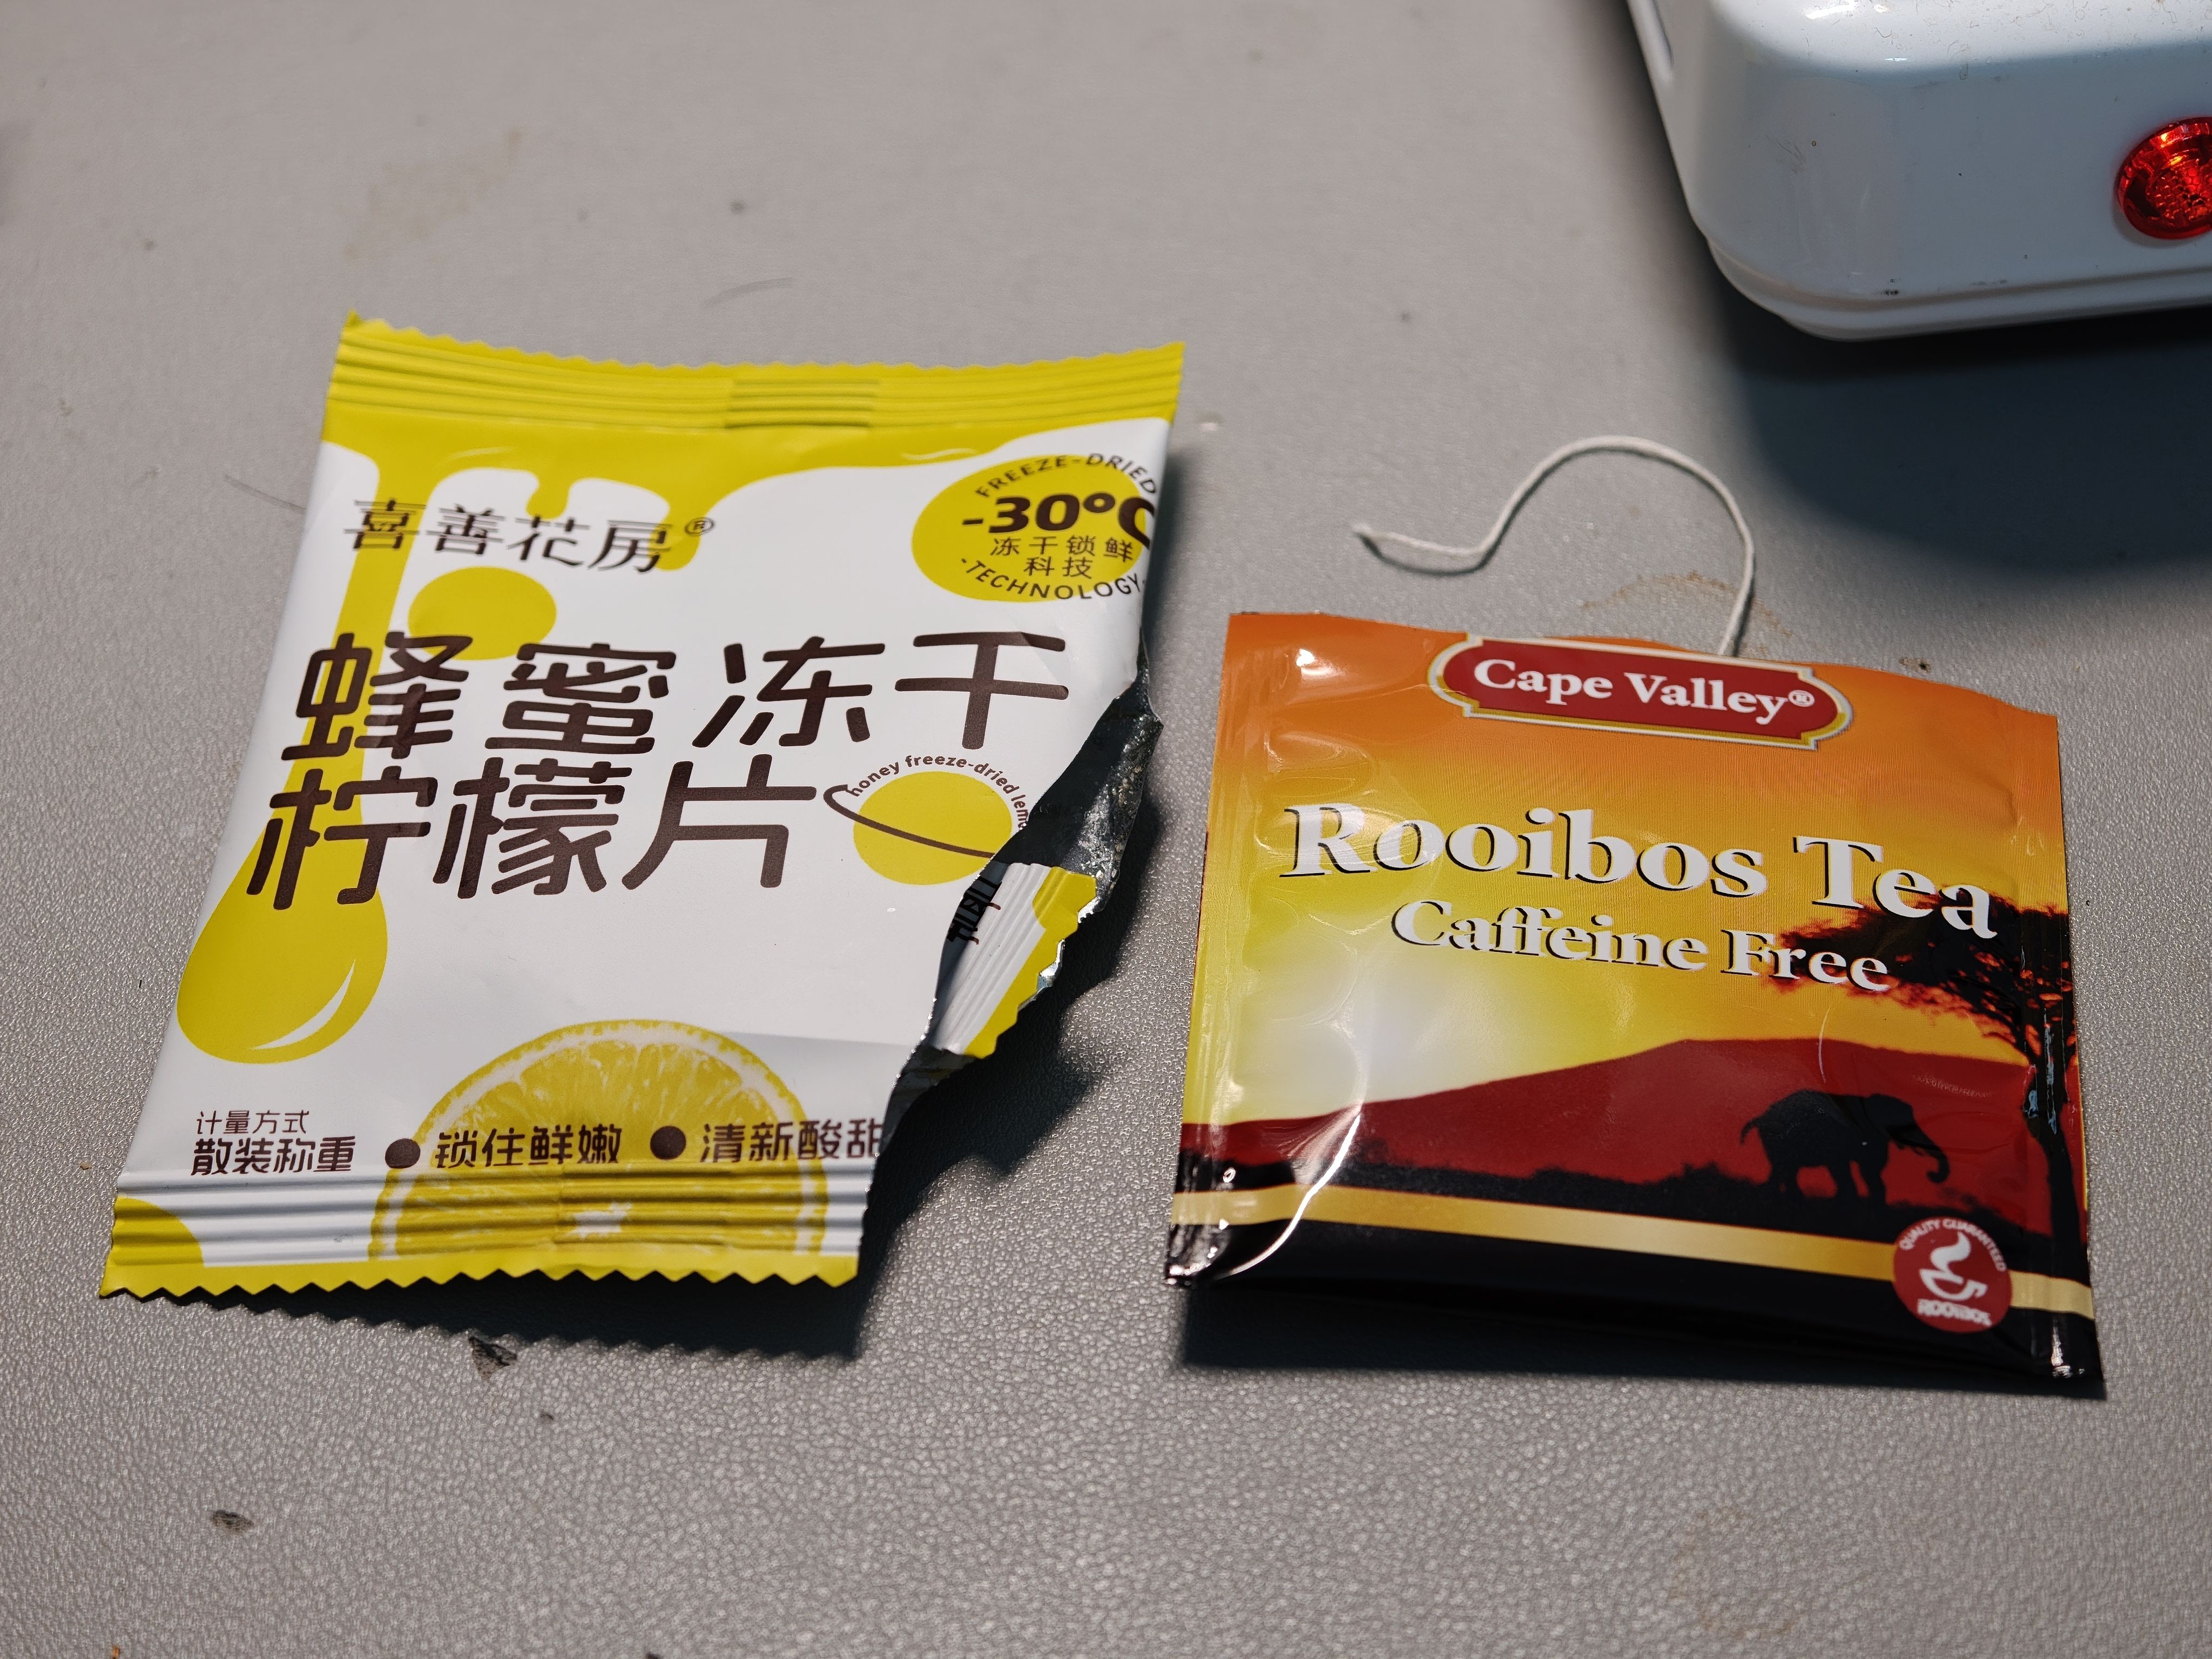 喜善花房®
FREEZE-DRIED
-30°C
冻干锁鲜
科技
-TECHNOLOGY-
蜂蜜冻干
柠檬片
honey freeze-dried
计量方式
散装称重 ● 锁住鲜嫩 ● 清新酸甜
Cape Valley®
Rooibos Tea
Caffeine Free
QUALITY GUARANTEED
ROOIBOS